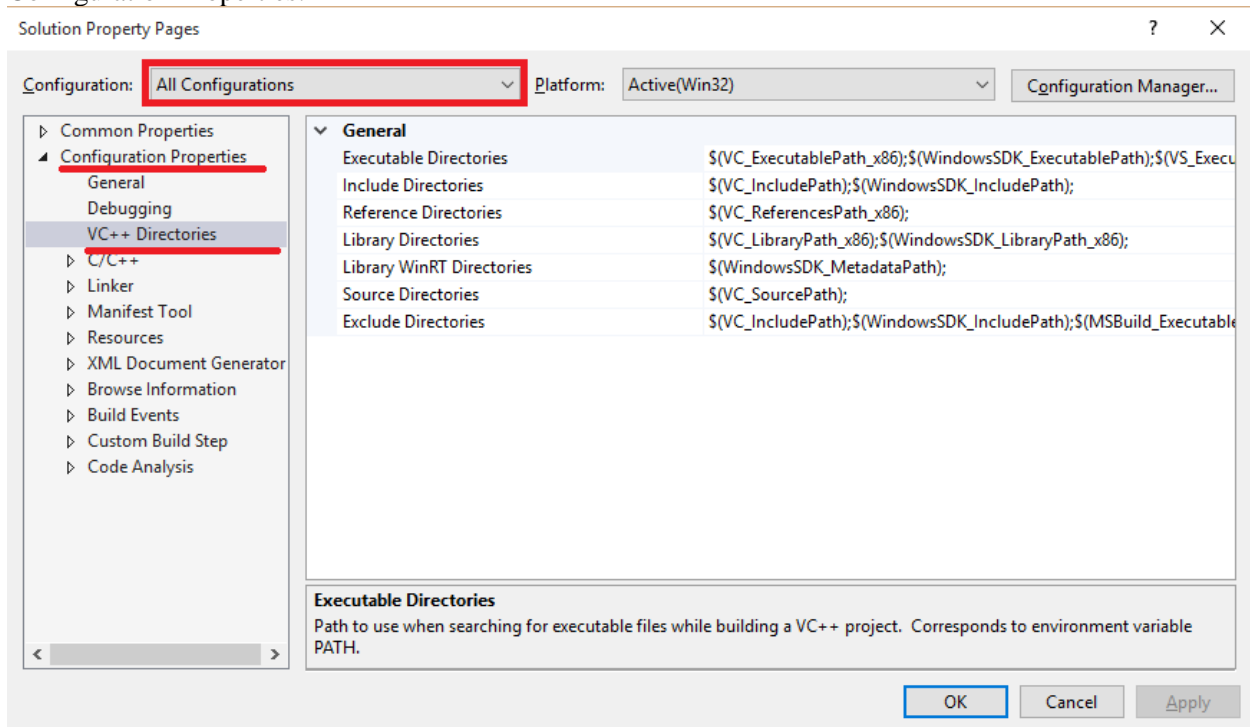 Solution Property Pages
? ×
Configuration: All Configurations Platform: Active(Win32) Configuration Manager...
Common Properties
Configuration Properties
General
Debugging
VC++ Directories
C/C++
Linker
Manifest Tool
Resources
XML Document Generator
Browse Information
Build Events
Custom Build Step
Code Analysis
General
Executable Directories $(VC_ExecutablePath_x86);$(WindowsSDK_ExecutablePath);$(VS_Execu
Include Directories $(VC_IncludePath);$(WindowsSDK_IncludePath);
Reference Directories $(VC_ReferencesPath_x86);
Library Directories $(VC_LibraryPath_x86);$(WindowsSDK_LibraryPath_x86);
Library WinRT Directories $(WindowsSDK_MetadataPath);
Source Directories $(VC_SourcePath);
Exclude Directories $(VC_IncludePath);$(WindowsSDK_IncludePath);$(MSBuild_Executable
Executable Directories
Path to use when searching for executable files while building a VC++ project. Corresponds to environment variable
PATH.
OK Cancel Apply